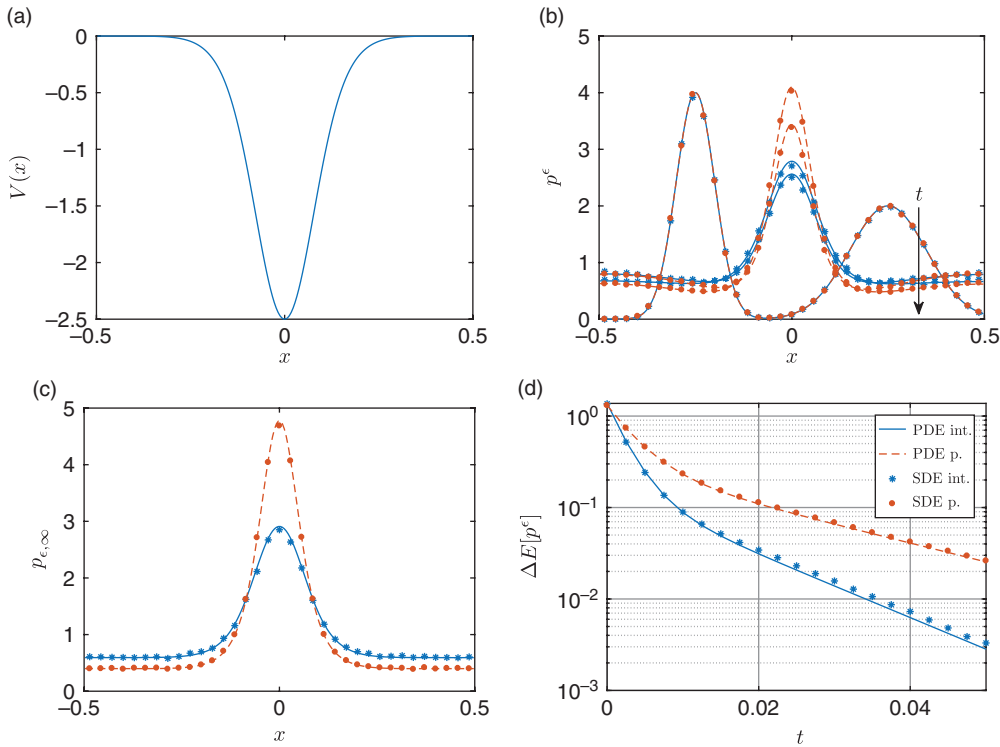 (a)
0
−0.5
−1
−1.5
−2
−2.5
V(x)
−0.5
0
0.5
x
(b)
5
4
3
2
1
0
p^ϵ
t
−0.5
0
0.5
x
(c)
5
4
3
2
1
0
p_{ϵ,∞}
−0.5
0
0.5
x
(d)
10^0
10^{−1}
10^{−2}
10^{−3}
ΔE[p^ϵ]
PDE int.
PDE p.
SDE int.
SDE p.
0
0.02
0.04
t